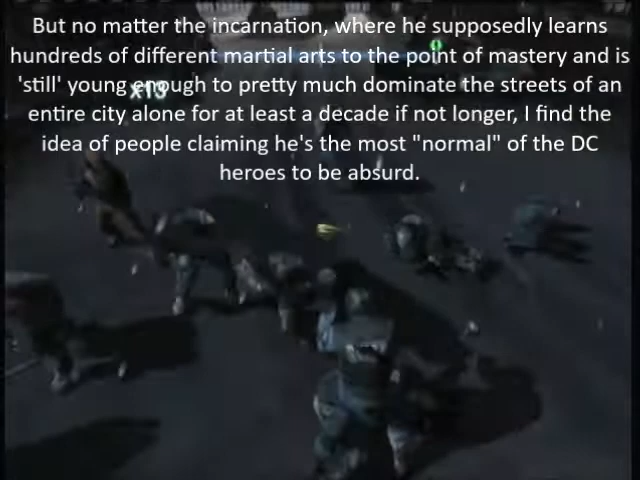 But no matter the incarnation, where he supposedly learns
hundreds of different martial arts to the point of mastery and is
'still' young enough to pretty much dominate the streets of an
entire city alone for at least a decade if not longer, I find the
idea of people claiming he's the most "normal" of the DC
heroes to be absurd.
x13